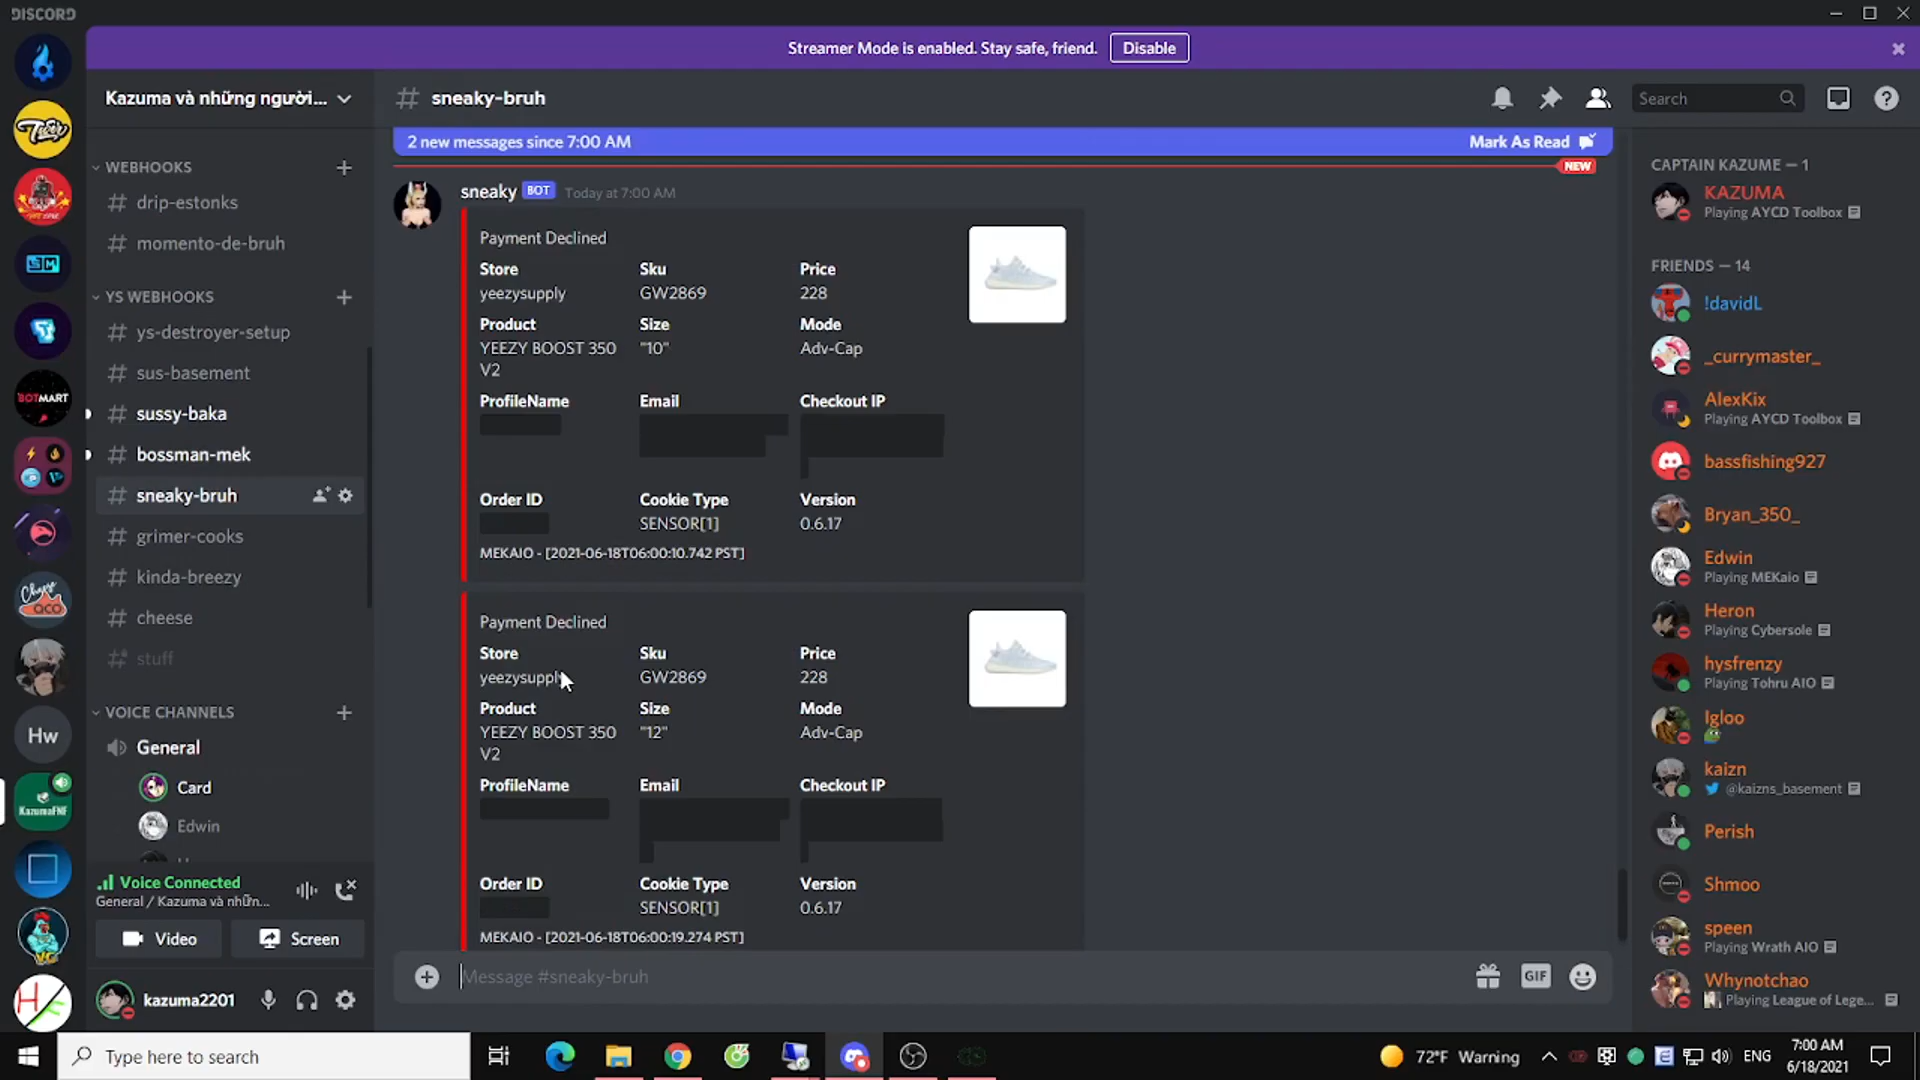 DISCORD
Streamer Mode is enabled. Stay safe, friend.
Disable
Kazuma và những người...
sneaky-bruh
Search
2 new messages since 7:00 AM
Mark As Read
NEW
WEBHOOKS
drip-estonks
momento-de-bruh
YS WEBHOOKS
ys-destroyer-setup
sus-basement
sussy-baka
bossman-mek
sneaky-bruh
grimer-cooks
kinda-breezy
cheese
stuff
VOICE CHANNELS
General
Card
Edwin
Voice Connected
General / Kazuma và nhữn...
Video
Screen
kazuma2201
BOTMART
Hw
KazumaFNF
VG
sneaky BOT Today at 7:00 AM
Payment Declined
Store Sku Price
yeezysupply GW2869 228
Product Size Mode
YEEZY BOOST 350 "10" Adv-Cap
V2
ProfileName Email Checkout IP
Order ID Cookie Type Version
SENSOR[1] 0.6.17
MEKAIO - [2021-06-18T06:00:10.742 PST]
Payment Declined
Store Sku Price
yeezysupply GW2869 228
Product Size Mode
YEEZY BOOST 350 "12" Adv-Cap
V2
ProfileName Email Checkout IP
Order ID Cookie Type Version
SENSOR[1] 0.6.17
MEKAIO - [2021-06-18T06:00:19.274 PST]
Message #sneaky-bruh
GIF
CAPTAIN KAZUME — 1
KAZUMA
Playing AYCD Toolbox
FRIENDS — 14
!davidL
_currymaster_
AlexKix
Playing AYCD Toolbox
bassfishing927
Bryan_350_
Edwin
Playing MEKaio
Heron
Playing Cybersole
hysfrenzy
Playing Tohru AIO
Igloo
kaizn
@kaizns_basement
Perish
Shmoo
speen
Playing Wrath AIO
Whynotchao
Playing League of Lege...
Type here to search
72°F Warning
ENG
7:00 AM
6/18/2021